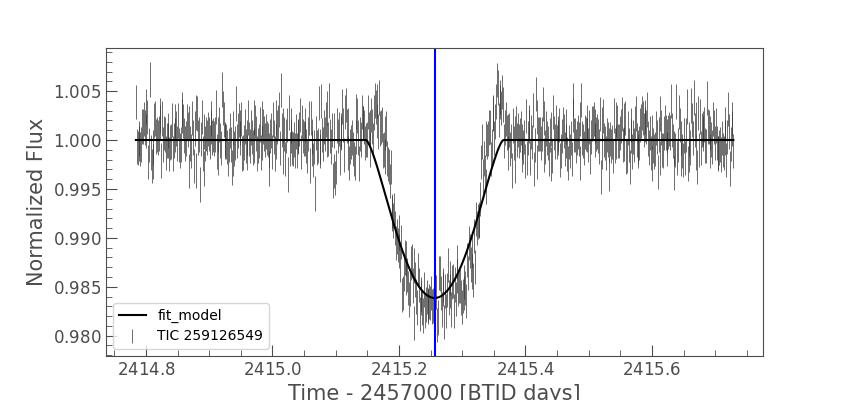 1.005
1.000
0.995
0.990
0.985
0.980
Normalized Flux
fit_model
TIC 259126549
2414.8
2415.0
2415.2
2415.4
2415.6
Time - 2457000 [BTJD days]